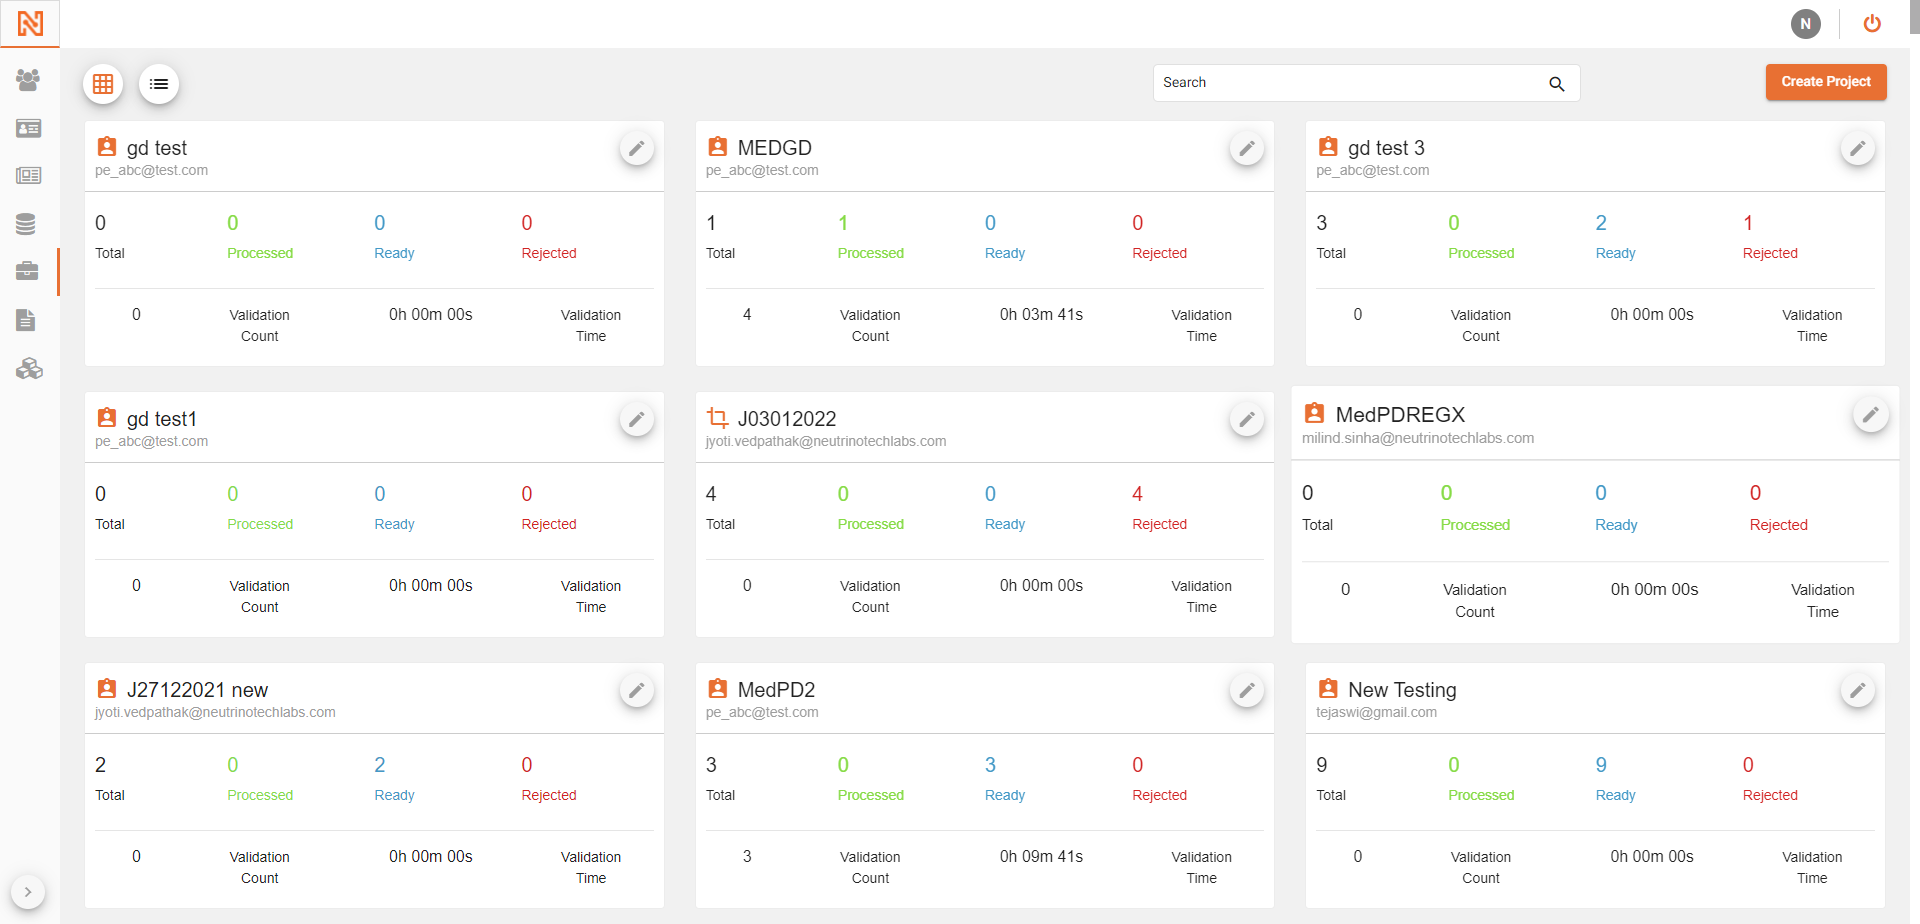 N
Search
Create Project
gd test
pe_abc@test.com
0 0 0 0
Total Processed Ready Rejected
0 Validation Count 0h 00m 00s Validation Time
MEDGD
pe_abc@test.com
1 1 0 0
Total Processed Ready Rejected
4 Validation Count 0h 03m 41s Validation Time
gd test 3
pe_abc@test.com
3 0 2 1
Total Processed Ready Rejected
0 Validation Count 0h 00m 00s Validation Time
gd test1
pe_abc@test.com
0 0 0 0
Total Processed Ready Rejected
0 Validation Count 0h 00m 00s Validation Time
J03012022
jyoti.vedpathak@neutrinotechlabs.com
4 0 0 4
Total Processed Ready Rejected
0 Validation Count 0h 00m 00s Validation Time
MedPDREGX
milind.sinha@neutrinotechlabs.com
0 0 0 0
Total Processed Ready Rejected
0 Validation Count 0h 00m 00s Validation Time
J27122021 new
jyoti.vedpathak@neutrinotechlabs.com
2 0 2 0
Total Processed Ready Rejected
0 Validation Count 0h 00m 00s Validation Time
MedPD2
pe_abc@test.com
3 0 3 0
Total Processed Ready Rejected
3 Validation Count 0h 09m 41s Validation Time
New Testing
tejaswi@gmail.com
9 0 9 0
Total Processed Ready Rejected
0 Validation Count 0h 00m 00s Validation Time